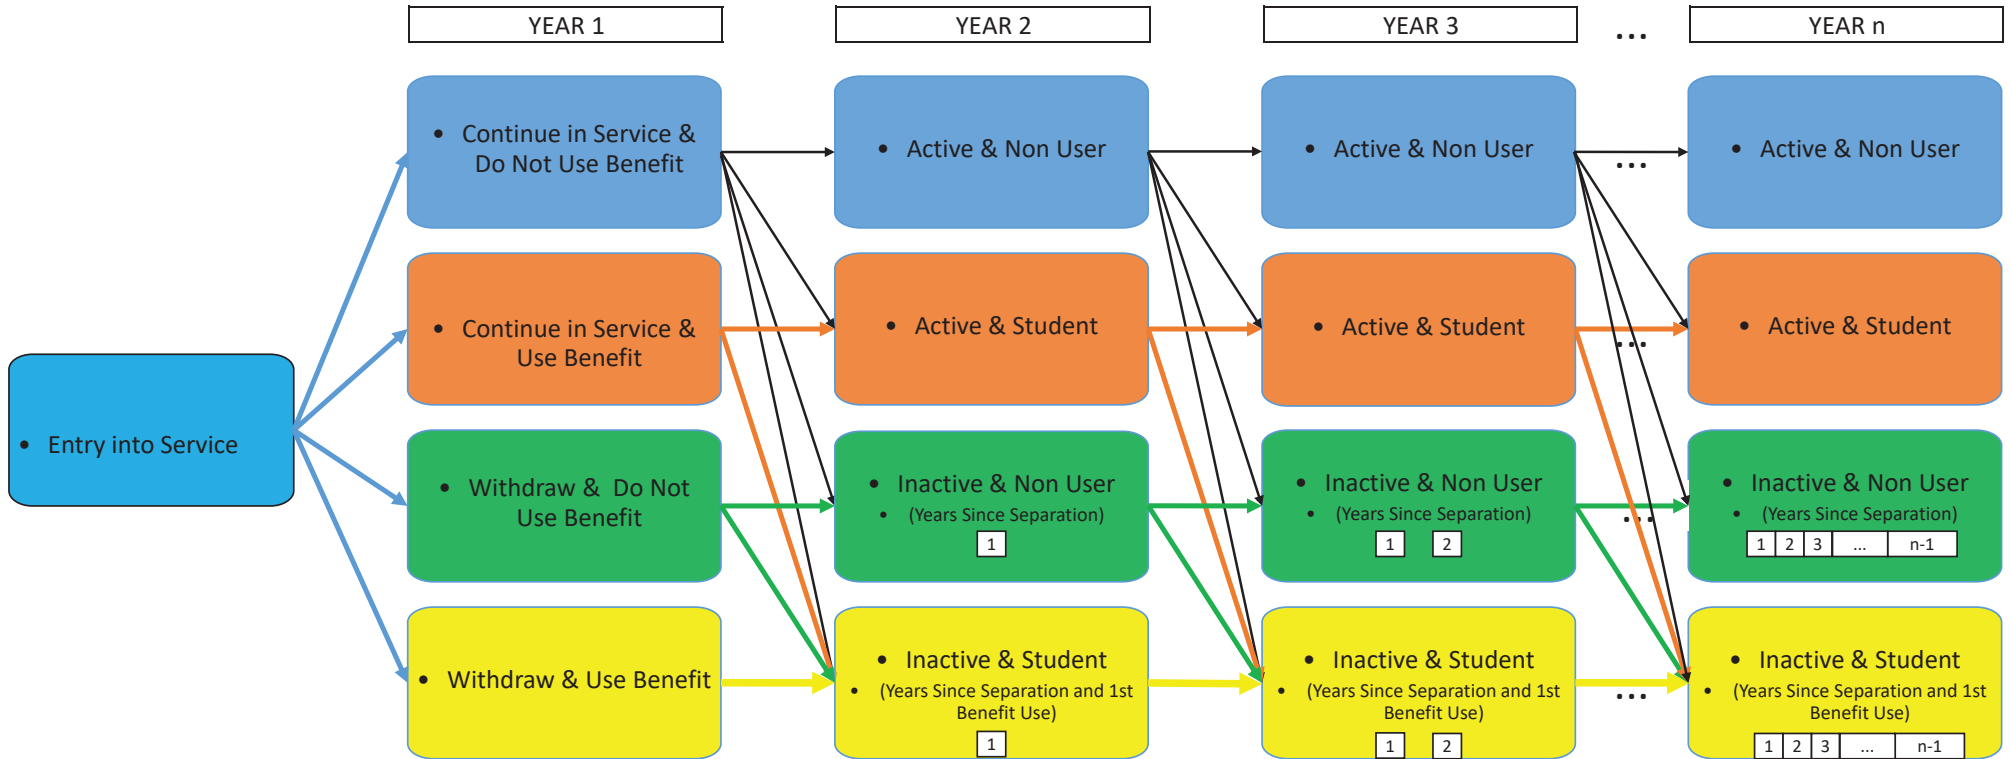 YEAR 1
YEAR 2
YEAR 3
...
YEAR n
• Continue in Service &
Do Not Use Benefit
• Active & Non User
• Active & Non User
...
• Active & Non User
• Continue in Service &
Use Benefit
• Active & Student
• Active & Student
...
• Active & Student
• Entry into Service
• Withdraw & Do Not
Use Benefit
• Inactive & Non User
• (Years Since Separation)
1
• Inactive & Non User
• (Years Since Separation)
1 2
...
• Inactive & Non User
• (Years Since Separation)
1 2 3 ... n-1
• Withdraw & Use Benefit
• Inactive & Student
• (Years Since Separation and 1st
Benefit Use)
1
• Inactive & Student
• (Years Since Separation and 1st
Benefit Use)
1 2
...
• Inactive & Student
• (Years Since Separation and 1st
Benefit Use)
1 2 3 ... n-1